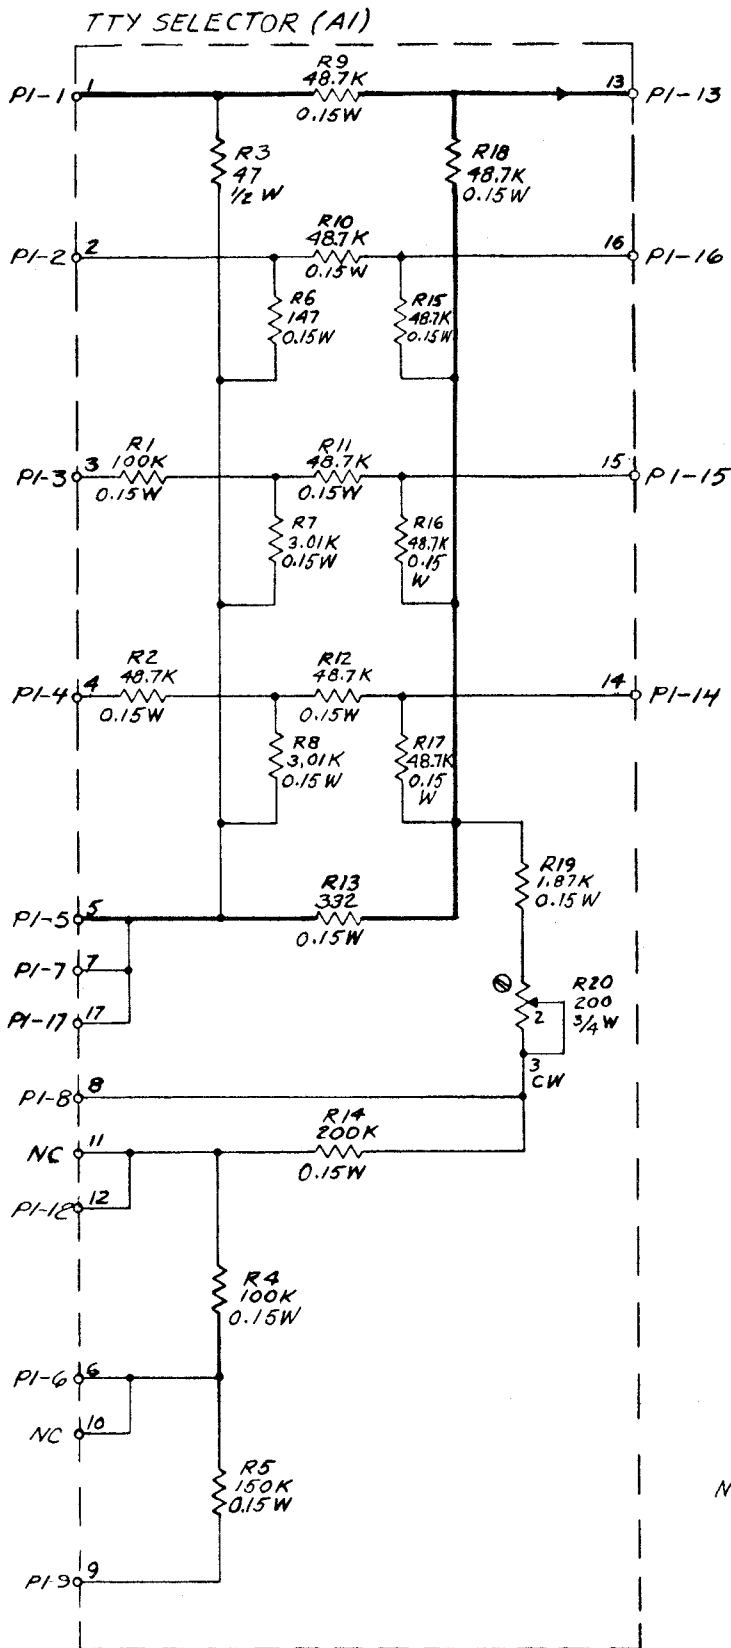 TTY SELECTOR (A1)
P1-1
1
R9
48.7K
0.15W
13
P1-13
R3
47
1/2 W
R18
48.7K
0.15W
P1-2
2
R10
48.7K
0.15W
16
P1-16
R6
147
0.15W
R15
48.7K
0.15W
P1-3
3
R1
100K
0.15W
R11
48.7K
0.15W
15
P1-15
R7
3.01K
0.15W
R16
48.7K
0.15
W
P1-4
4
R2
48.7K
0.15W
R12
48.7K
0.15W
14
P1-14
R8
3.01K
0.15W
R17
48.7K
0.15
W
P1-5
5
R13
332
0.15W
R19
1.87K
0.15W
P1-7
7
P1-17
17
R20
200
3/4 W
2
3
CW
P1-8
8
NC
11
R14
200K
0.15W
P1-12
12
R4
100K
0.15W
P1-6
6
NC
10
R5
150K
0.15W
N
P1-9
9